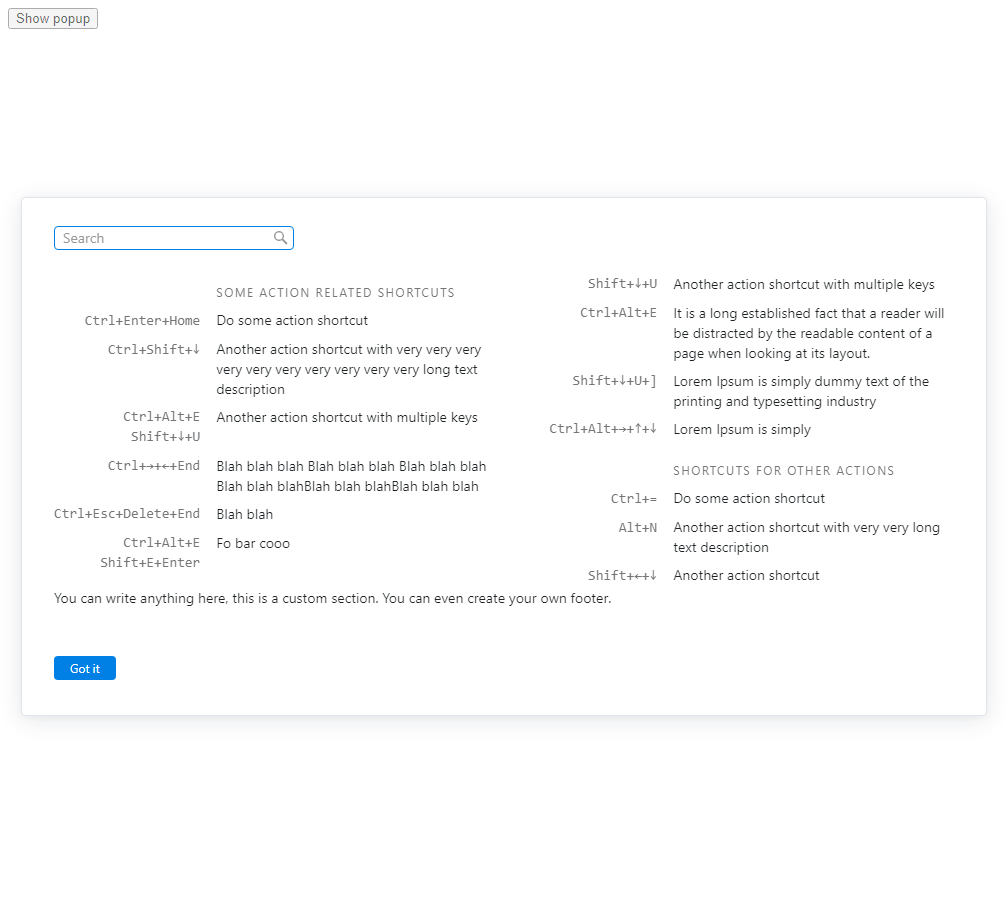 Show popup
Search
SOME ACTION RELATED SHORTCUTS
Ctrl+Enter+Home Do some action shortcut
Ctrl+Shift+↓ Another action shortcut with very very very
very very very very very very very long text
description
Ctrl+Alt+E Another action shortcut with multiple keys
Shift+↓+U
Ctrl+→+←+End Blah blah blah Blah blah blah Blah blah blah
Blah blah blahBlah blah blahBlah blah blah
Ctrl+Esc+Delete+End Blah blah
Ctrl+Alt+E Fo bar cooo
Shift+E+Enter
Shift+↓+U Another action shortcut with multiple keys
Ctrl+Alt+E It is a long established fact that a reader will
be distracted by the readable content of a
page when looking at its layout.
Shift+↓+U+] Lorem Ipsum is simply dummy text of the
printing and typesetting industry
Ctrl+Alt+→+↑+↓ Lorem Ipsum is simply
SHORTCUTS FOR OTHER ACTIONS
Ctrl+= Do some action shortcut
Alt+N Another action shortcut with very very long
text description
Shift+←+↓ Another action shortcut
You can write anything here, this is a custom section. You can even create your own footer.
Got it